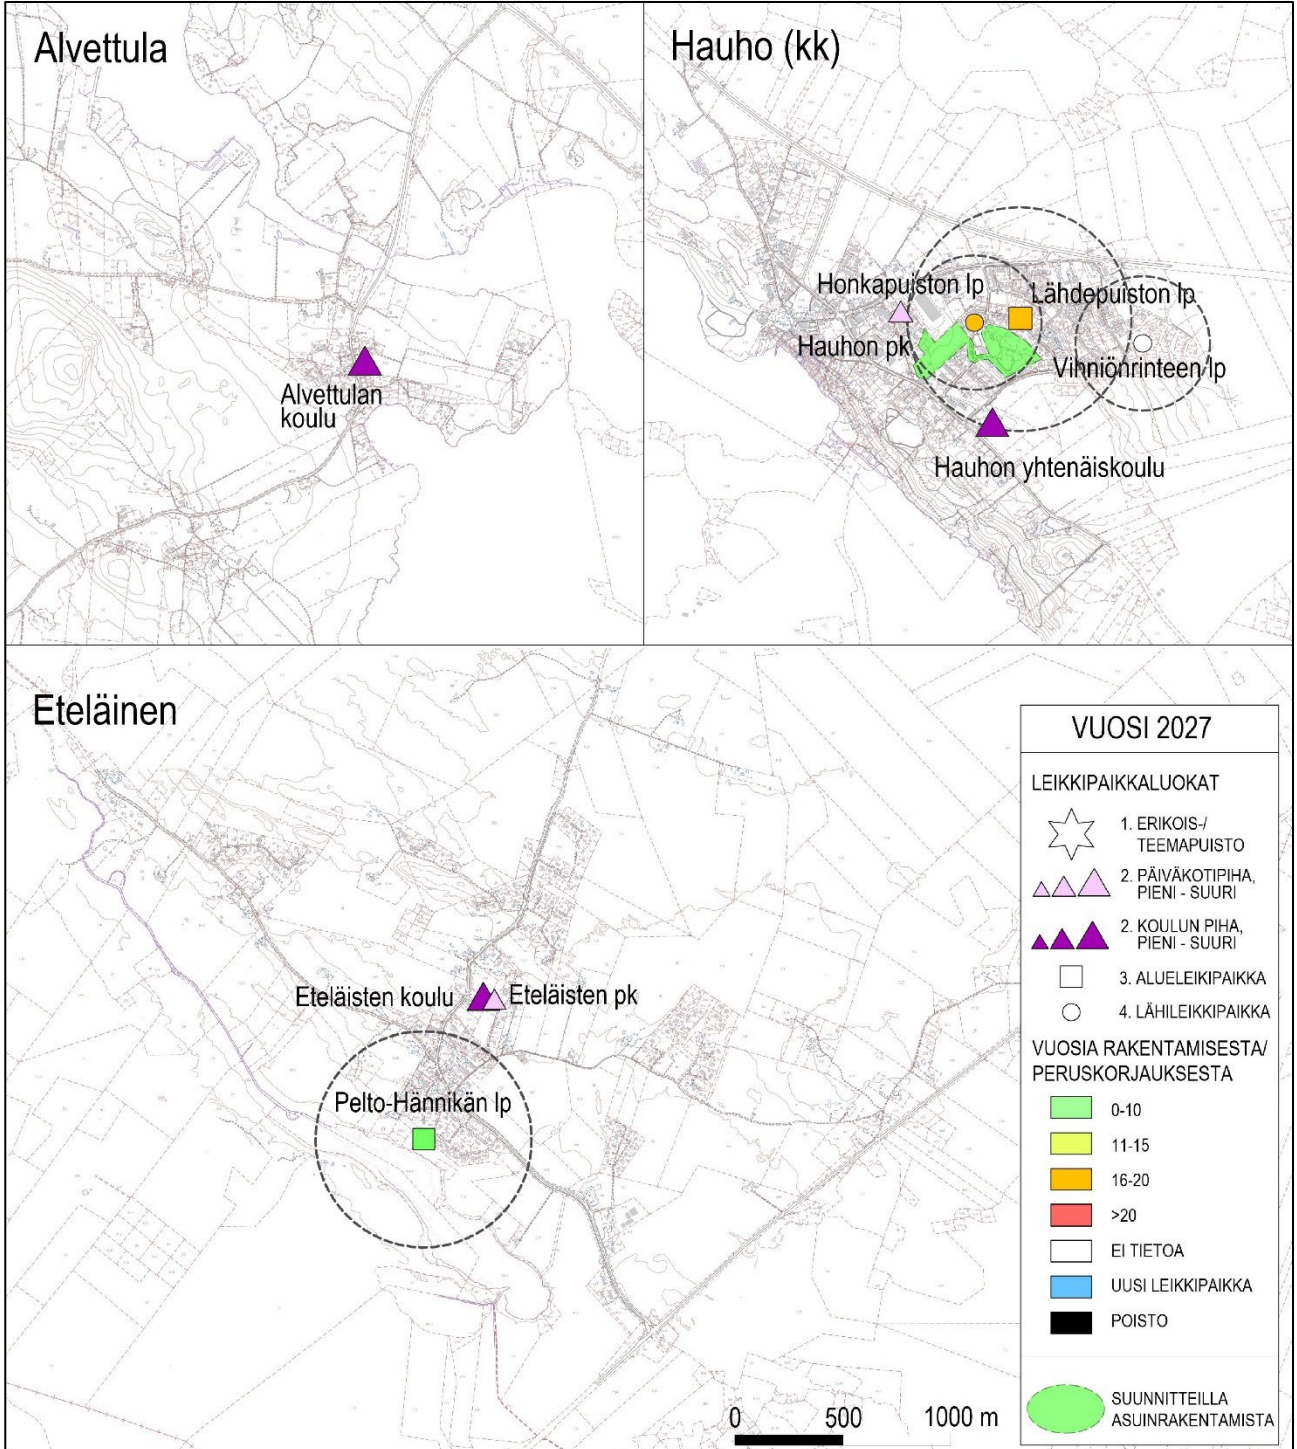 Alvettula
Alvettulan
koulu
Hauho (kk)
Honkapuiston lp
Lähdepuiston lp
Hauhon pk
Vihniönrinteen lp
Hauhon yhtenäiskoulu
Eteläinen
Eteläisten koulu
Eteläisten pk
Pelto-Hännikän lp
0 500 1000 m
VUOSI 2027
LEIKKIPAIKKALUOKAT
1. ERIKOIS-/
TEEMAPUISTO
2. PÄIVÄKOTIPIHA,
PIENI - SUURI
2. KOULUN PIHA,
PIENI - SUURI
3. ALUELEIKIPAIKKA
4. LÄHILEIKKIPAIKKA
VUOSIA RAKENTAMISESTA/
PERUSKORJAUKSESTA
0-10
11-15
16-20
>20
EI TIETOA
UUSI LEIKKIPAIKKA
POISTO
SUUNNITTEILLA
ASUINRAKENTAMISTA